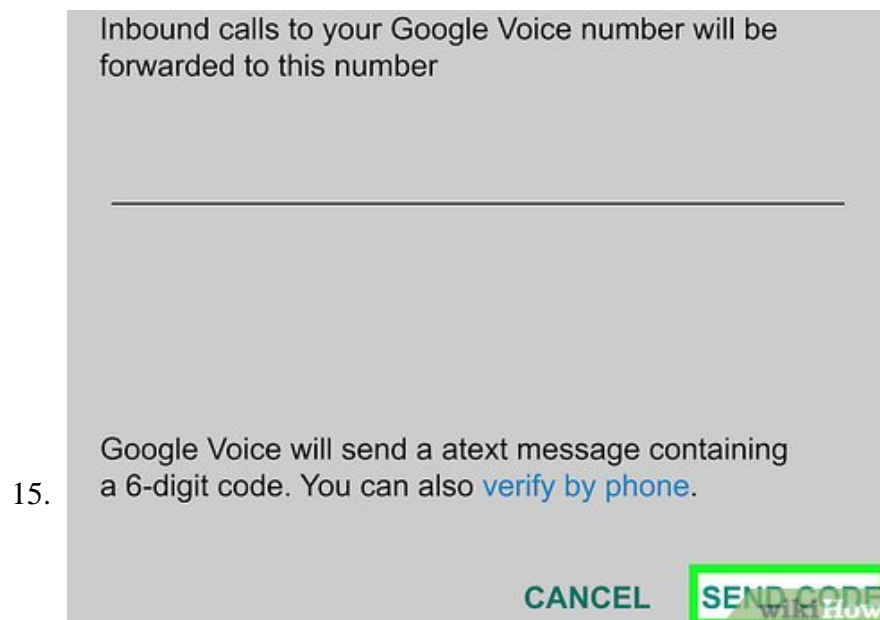 Inbound calls to your Google Voice number will be
forwarded to this number
Google Voice will send a atext message containing
15.
a 6-digit code. You can also verify by phone.
CANCEL SEND CODE
wikiHow